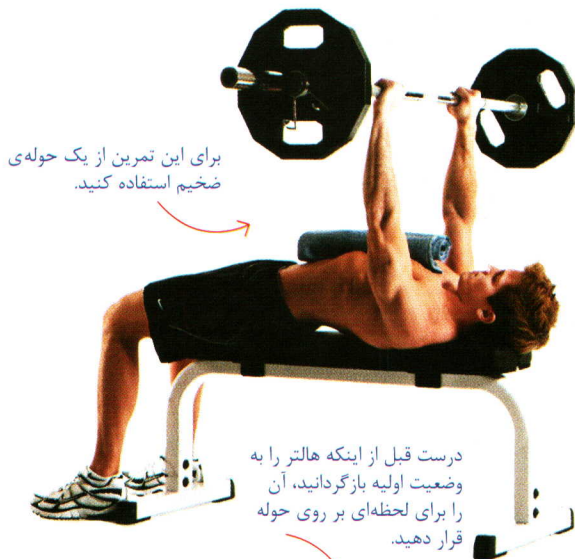 برای این تمرین از یک حوله‌ی
ضخیم استفاده کنید.
درست قبل از اینکه هالتر را به
وضعیت اولیه بازگردانید، آن
را برای لحظه‌ای بر روی حوله
قرار دهید.